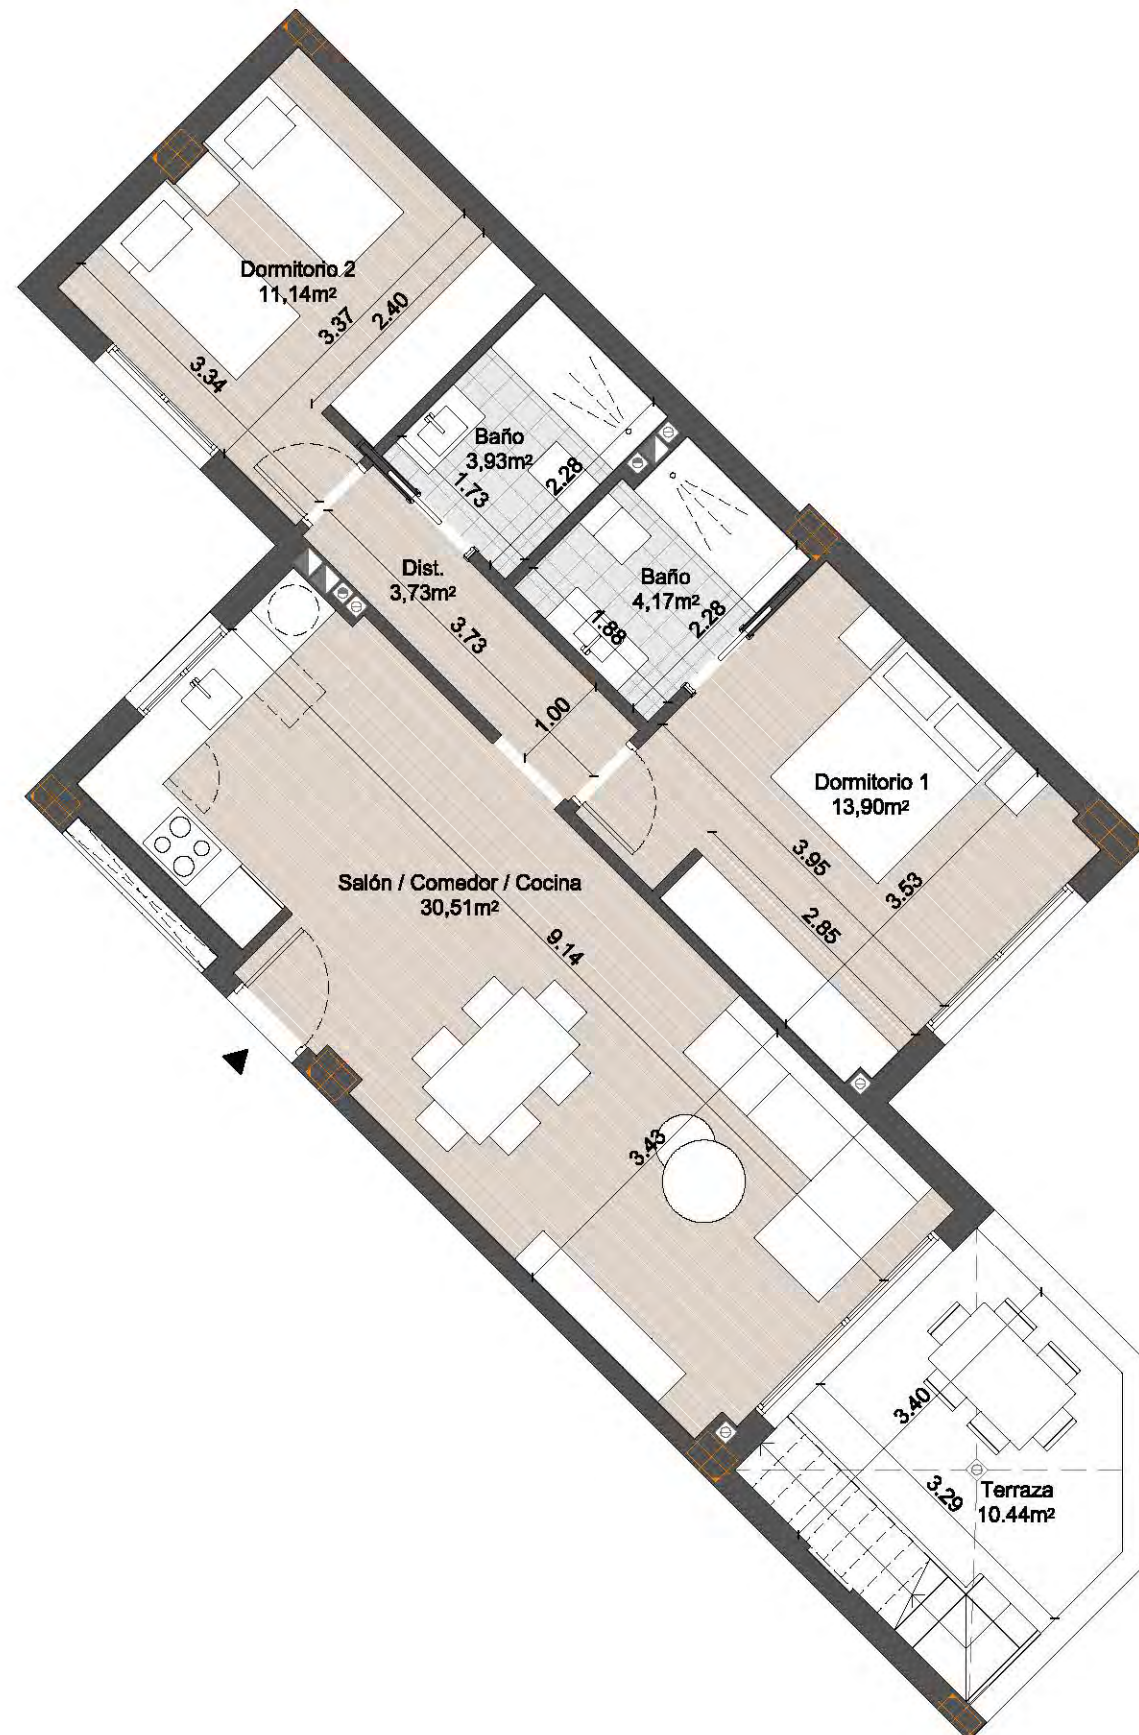 Dormitorio 2
11,14m²
3.37
2.40
3.34
Baño
3,93m²
1.73
2.28
Dist.
3,73m²
3.73
1.00
Baño
4,17m²
1.88
2.28
Dormitorio 1
13,90m²
3.95
3.53
2.85
Salón / Comedor / Cocina
30,51m²
9.14
3.43
3.40
3.29
Terraza
10.44m²